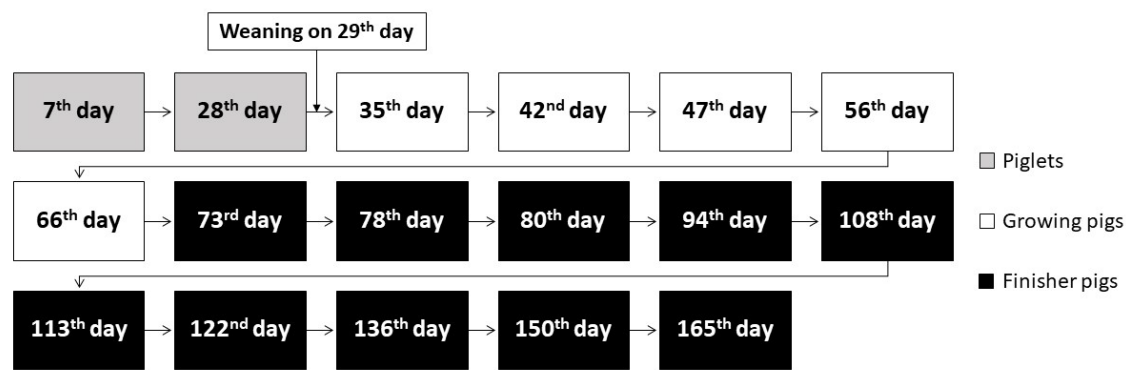 Weaning on 29th day
7th day
28th day
35th day
42nd day
47th day
56th day
66th day
73rd day
78th day
80th day
94th day
108th day
113th day
122nd day
136th day
150th day
165th day
Piglets
Growing pigs
Finisher pigs